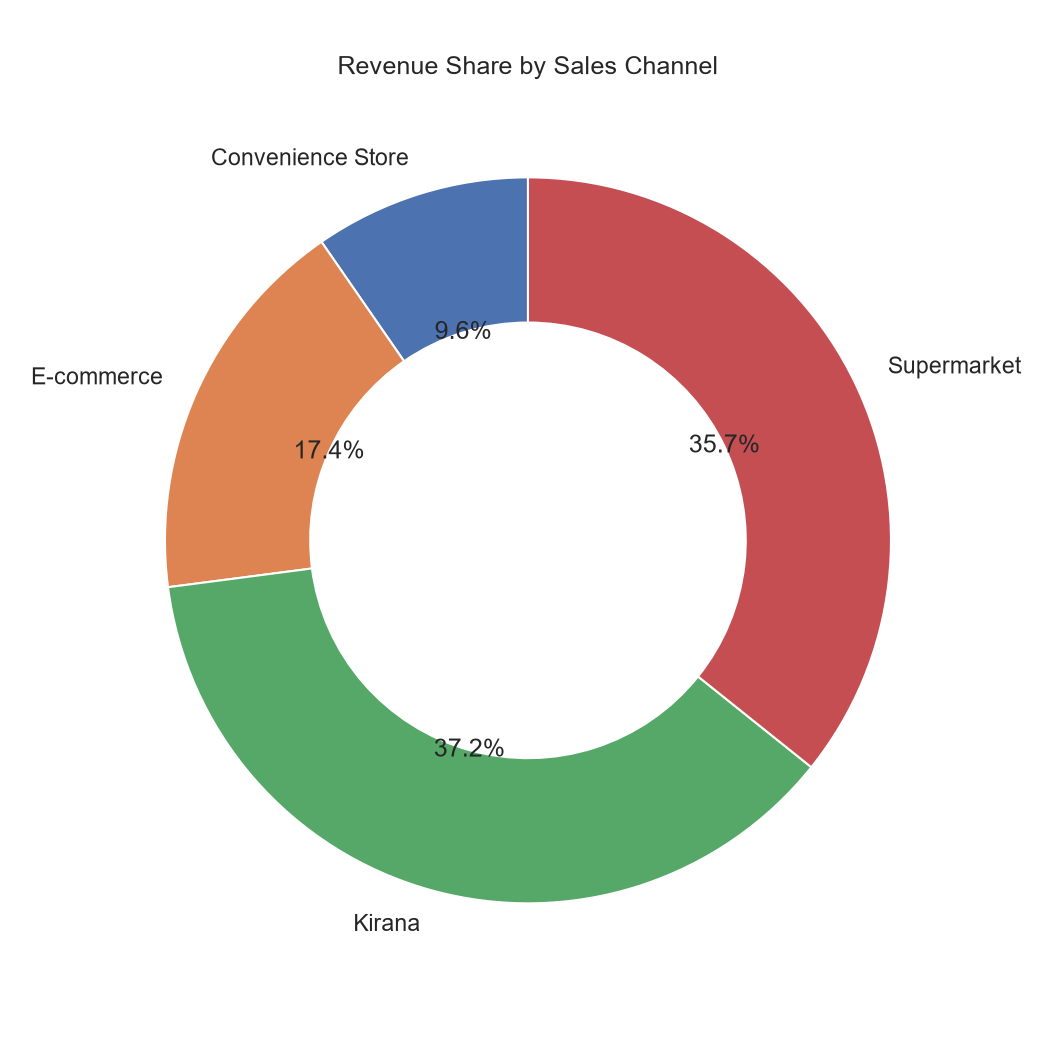 Revenue Share by Sales Channel
Convenience Store
9.6%
Supermarket
35.7%
E-commerce
17.4%
37.2%
Kirana